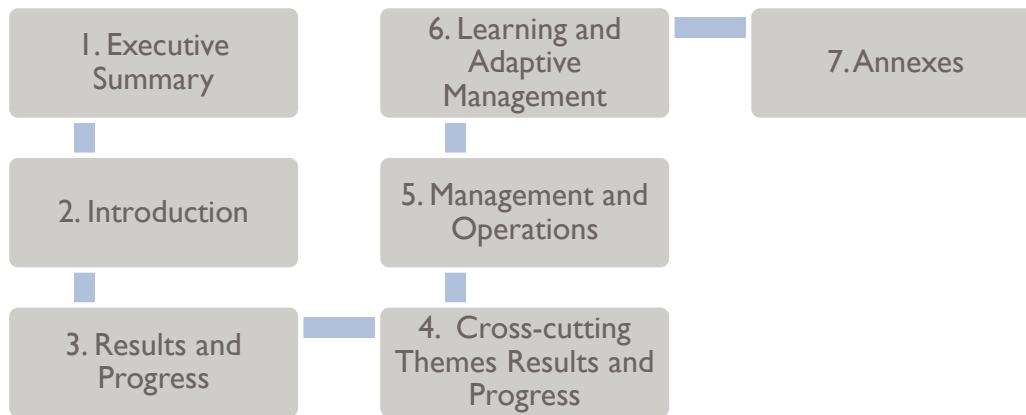 1. Executive
Summary
2. Introduction
3. Results and
Progress
4. Cross-cutting
Themes Results and
Progress
5. Management and
Operations
6. Learning and
Adaptive
Management
7. Annexes